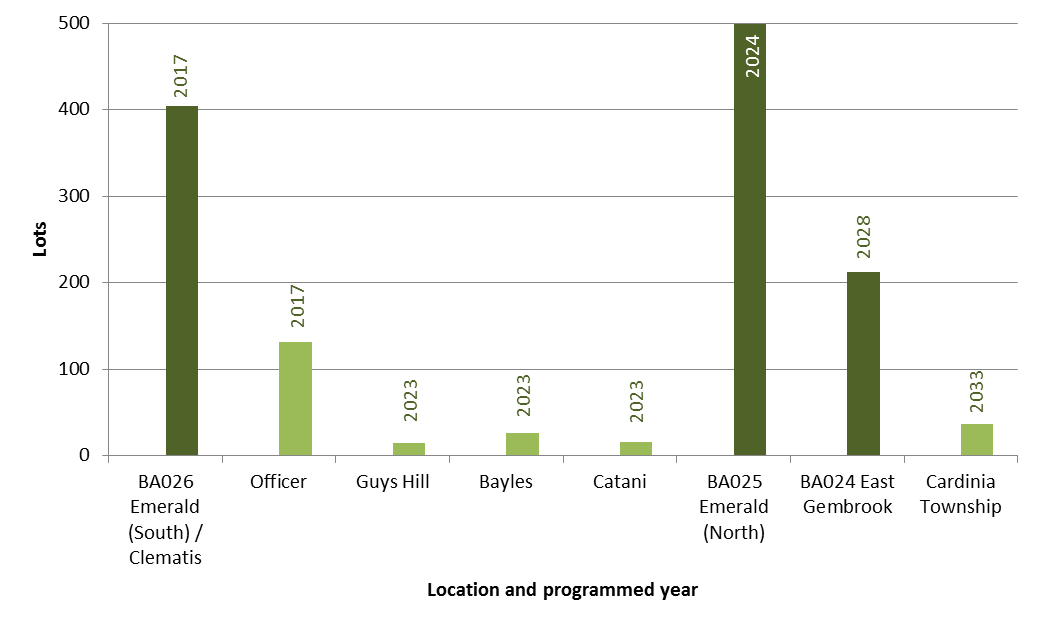 500
400
300
200
100
0
Lots
2017
2017
2023
2023
2023
2024
2028
2033
BA026
Emerald
(South) /
Clematis
Officer
Guys Hill
Bayles
Catani
BA025
Emerald
(North)
BA024 East
Gembrook
Cardinia
Township
Location and programmed year